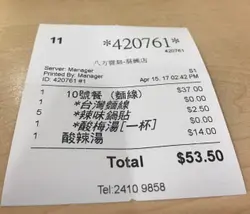 11 *420761*
420761
八方雲集-葵興店
Server: Manager S1
Printed By: Manager
ID: 420761 #1 Apr 15, 17 02:42 PM
1 10號餐 (麵線) $37.00
1 *台灣麵線 $0.00
5 *辣味鍋貼 $2.50
1 *酸梅湯[一杯] $0.00
1 酸辣湯 $14.00
Total $53.50
Tel:2410 9858